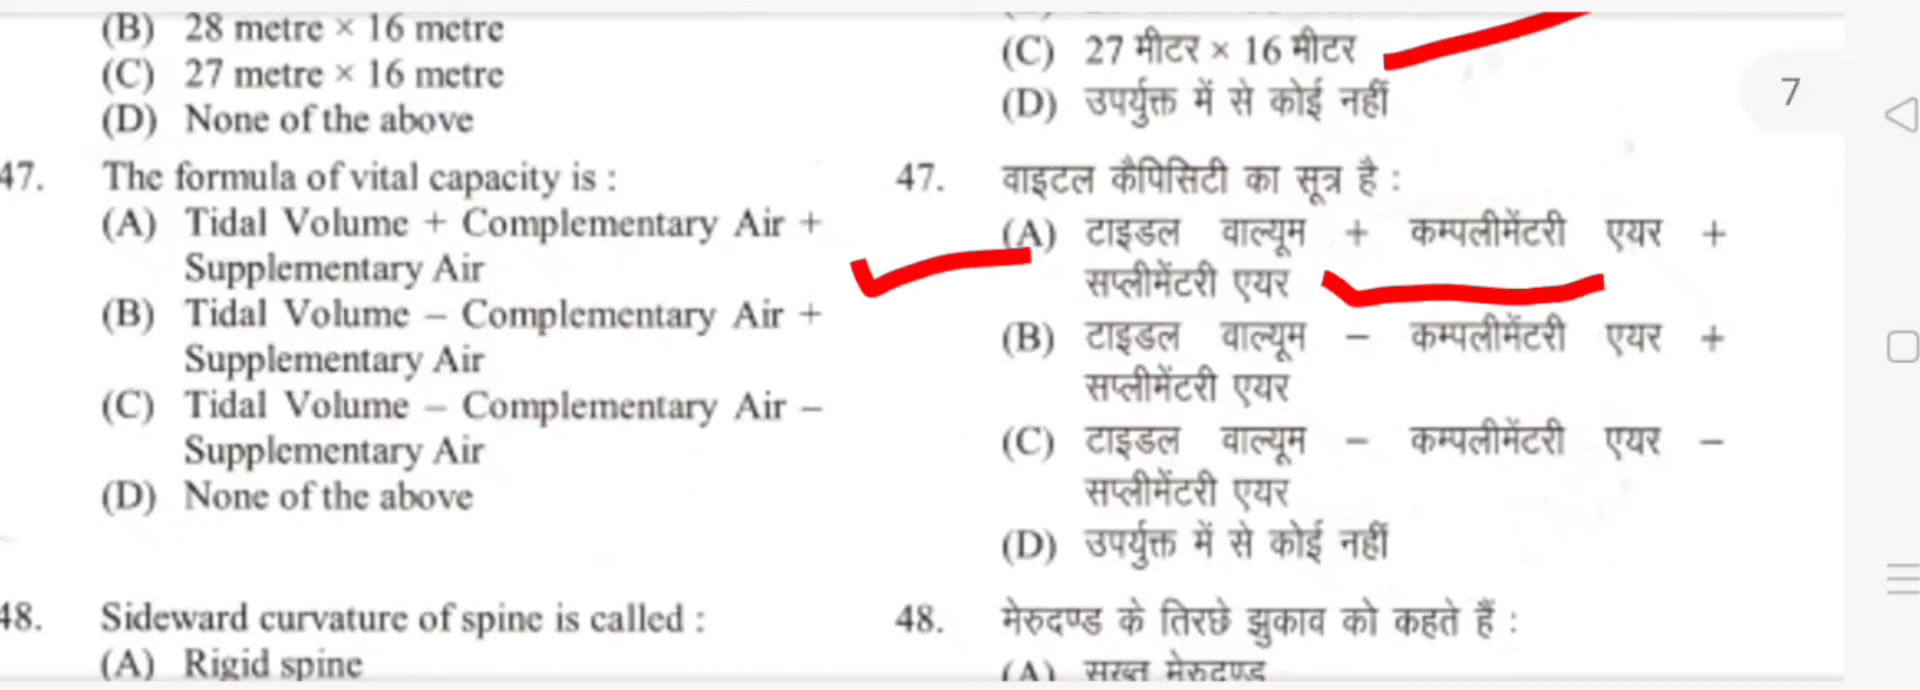 (B) 28 metre × 16 metre
(C) 27 metre × 16 metre
(D) None of the above
47. The formula of vital capacity is :
(A) Tidal Volume + Complementary Air +
Supplementary Air
(B) Tidal Volume – Complementary Air +
Supplementary Air
(C) Tidal Volume – Complementary Air –
Supplementary Air
(D) None of the above
48. Sideward curvature of spine is called :
(A) Rigid spine
(C) 27 मीटर × 16 मीटर
(D) उपर्युक्त में से कोई नहीं
47. वाइटल कैपिसिटी का सूत्र है :
(A) टाइडल वाल्यूम + कम्पलीमेंटरी एयर +
सप्लीमेंटरी एयर
(B) टाइडल वाल्यूम – कम्पलीमेंटरी एयर +
सप्लीमेंटरी एयर
(C) टाइडल वाल्यूम – कम्पलीमेंटरी एयर –
सप्लीमेंटरी एयर
(D) उपर्युक्त में से कोई नहीं
48. मेरुदण्ड के तिरछे झुकाव को कहते हैं :
(A) सख्त मेरुदण्ड
7